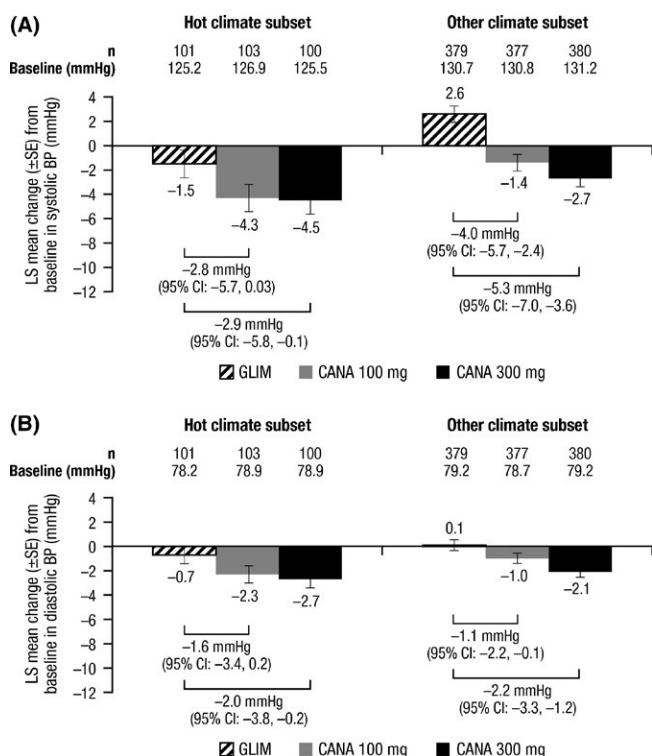 (A)
Hot climate subset Other climate subset
n 101 103 100 379 377 380
Baseline (mmHg) 125.2 126.9 125.5 130.7 130.8 131.2
LS mean change (±SE) from
baseline in systolic BP (mmHg)
4
2
0
−2
−4
−6
−8
−10
−12
−1.5
−4.3
−4.5
−2.8 mmHg
(95% CI: −5.7, 0.03)
−2.9 mmHg
(95% CI: −5.8, −0.1)
2.6
−1.4
−2.7
−4.0 mmHg
(95% CI: −5.7, −2.4)
−5.3 mmHg
(95% CI: −7.0, −3.6)
GLIM CANA 100 mg CANA 300 mg
(B)
Hot climate subset Other climate subset
n 101 103 100 379 377 380
Baseline (mmHg) 78.2 78.9 78.9 79.2 78.7 79.2
LS mean change (±SE) from
baseline in diastolic BP (mmHg)
4
2
0
−2
−4
−6
−8
−10
−12
−0.7
−2.3
−2.7
−1.6 mmHg
(95% CI: −3.4, 0.2)
−2.0 mmHg
(95% CI: −3.8, −0.2)
0.1
−1.0
−2.1
−1.1 mmHg
(95% CI: −2.2, −0.1)
−2.2 mmHg
(95% CI: −3.3, −1.2)
GLIM CANA 100 mg CANA 300 mg